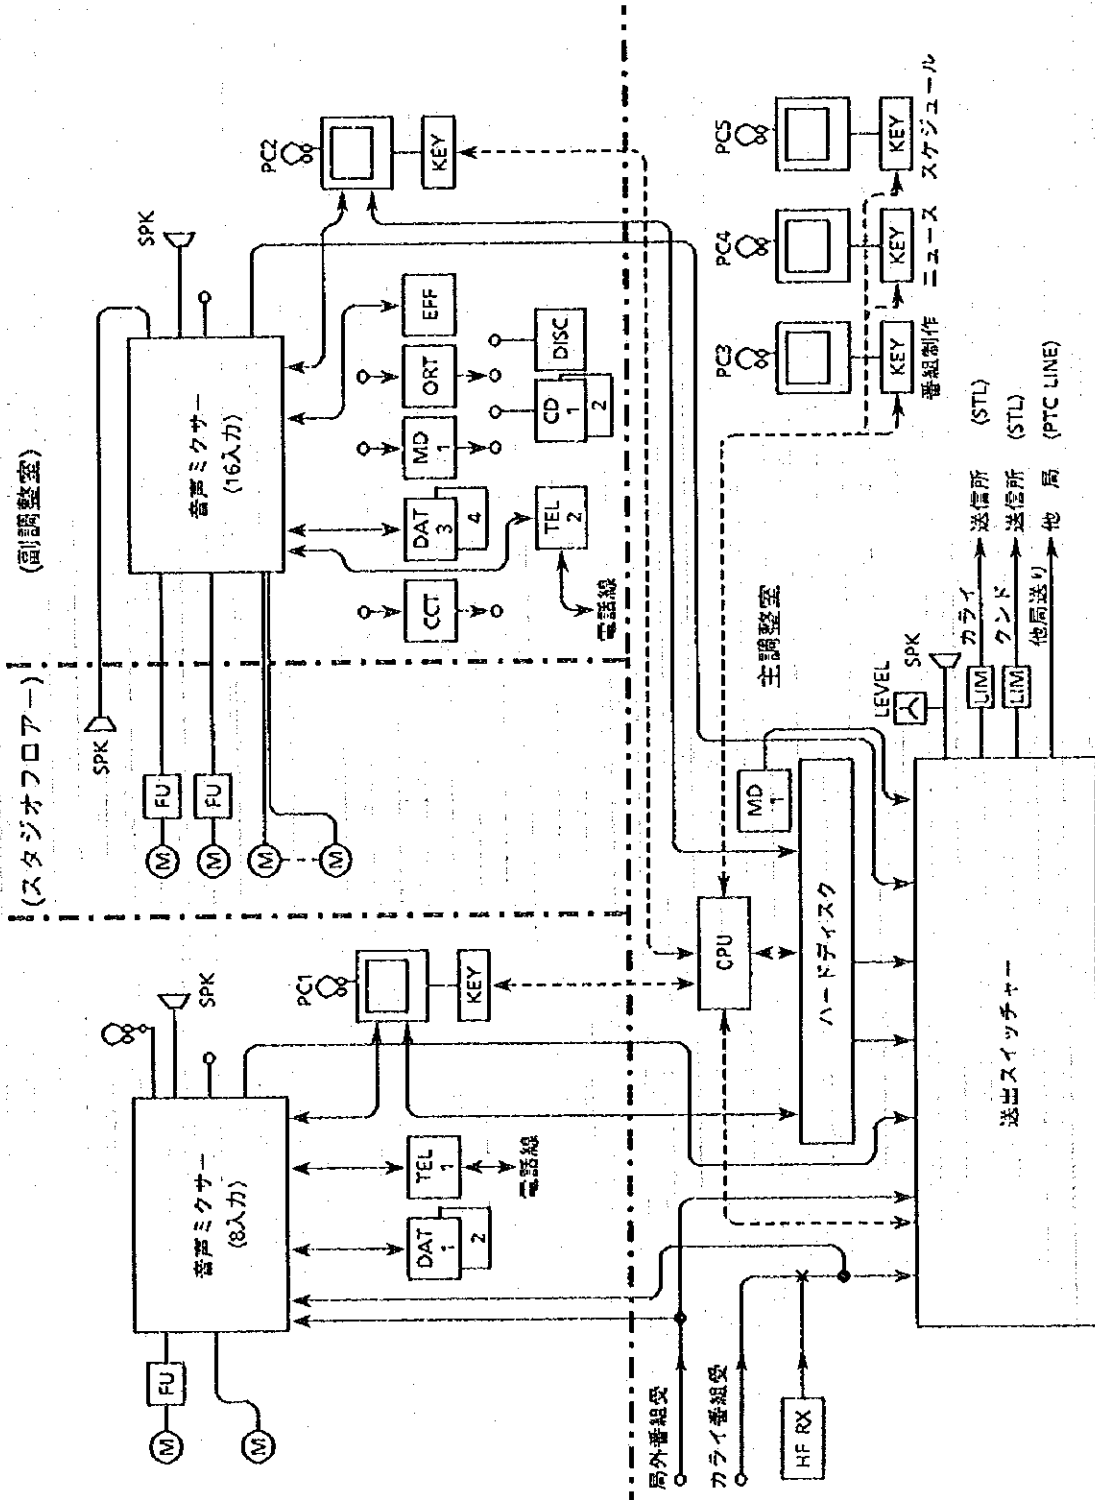 (スタジオフロアー)
(副調整室)
SPK
FU
FU
M
M
M
M
音声ミクサー
(16入力)
SPK
CCT
DAT
3
4
MD
1
ORT
EFF
TEL
2
電話線
CD
1
2
DISC
PC2
KEY
FU
M
M
音声ミクサー
(8入力)
SPK
DAT
1
2
TEL
1
電話線
PC1
KEY
主調整室
局外番組受
カライ番組受
HF RX
CPU
ハードディスク
MD
1
PC3
KEY
番組制作
PC4
KEY
ニュース
PC5
KEY
スケジュール
送出スイッチャー
LEVEL
SPK
LIM
カライ
送信所 (STL)
LIM
クンド
送信所 (STL)
他局送り
他 局 (PTC LINE)